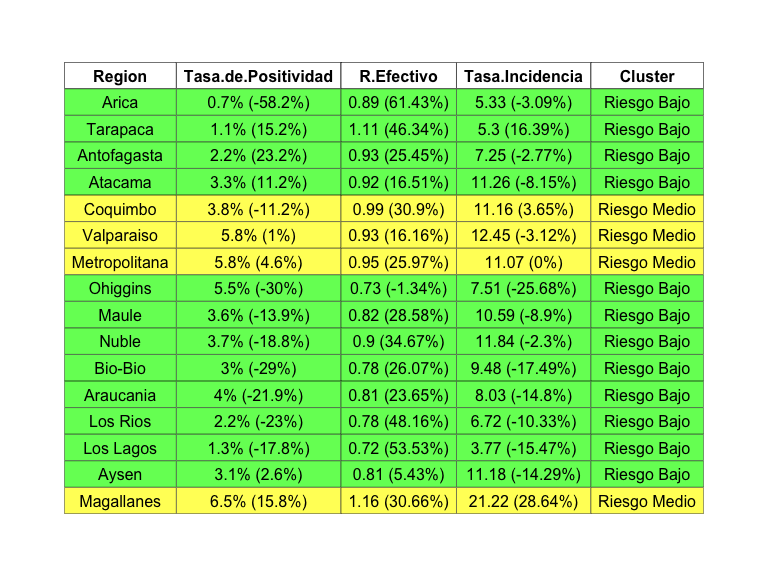 Region Tasa.de.Positividad R.Efectivo Tasa.Incidencia Cluster
Arica 0.7% (-58.2%) 0.89 (61.43%) 5.33 (-3.09%) Riesgo Bajo
Tarapaca 1.1% (15.2%) 1.11 (46.34%) 5.3 (16.39%) Riesgo Bajo
Antofagasta 2.2% (23.2%) 0.93 (25.45%) 7.25 (-2.77%) Riesgo Bajo
Atacama 3.3% (11.2%) 0.92 (16.51%) 11.26 (-8.15%) Riesgo Bajo
Coquimbo 3.8% (-11.2%) 0.99 (30.9%) 11.16 (3.65%) Riesgo Medio
Valparaiso 5.8% (1%) 0.93 (16.16%) 12.45 (-3.12%) Riesgo Medio
Metropolitana 5.8% (4.6%) 0.95 (25.97%) 11.07 (0%) Riesgo Medio
Ohiggins 5.5% (-30%) 0.73 (-1.34%) 7.51 (-25.68%) Riesgo Bajo
Maule 3.6% (-13.9%) 0.82 (28.58%) 10.59 (-8.9%) Riesgo Bajo
Nuble 3.7% (-18.8%) 0.9 (34.67%) 11.84 (-2.3%) Riesgo Bajo
Bio-Bio 3% (-29%) 0.78 (26.07%) 9.48 (-17.49%) Riesgo Bajo
Araucania 4% (-21.9%) 0.81 (23.65%) 8.03 (-14.8%) Riesgo Bajo
Los Rios 2.2% (-23%) 0.78 (48.16%) 6.72 (-10.33%) Riesgo Bajo
Los Lagos 1.3% (-17.8%) 0.72 (53.53%) 3.77 (-15.47%) Riesgo Bajo
Aysen 3.1% (2.6%) 0.81 (5.43%) 11.18 (-14.29%) Riesgo Bajo
Magallanes 6.5% (15.8%) 1.16 (30.66%) 21.22 (28.64%) Riesgo Medio